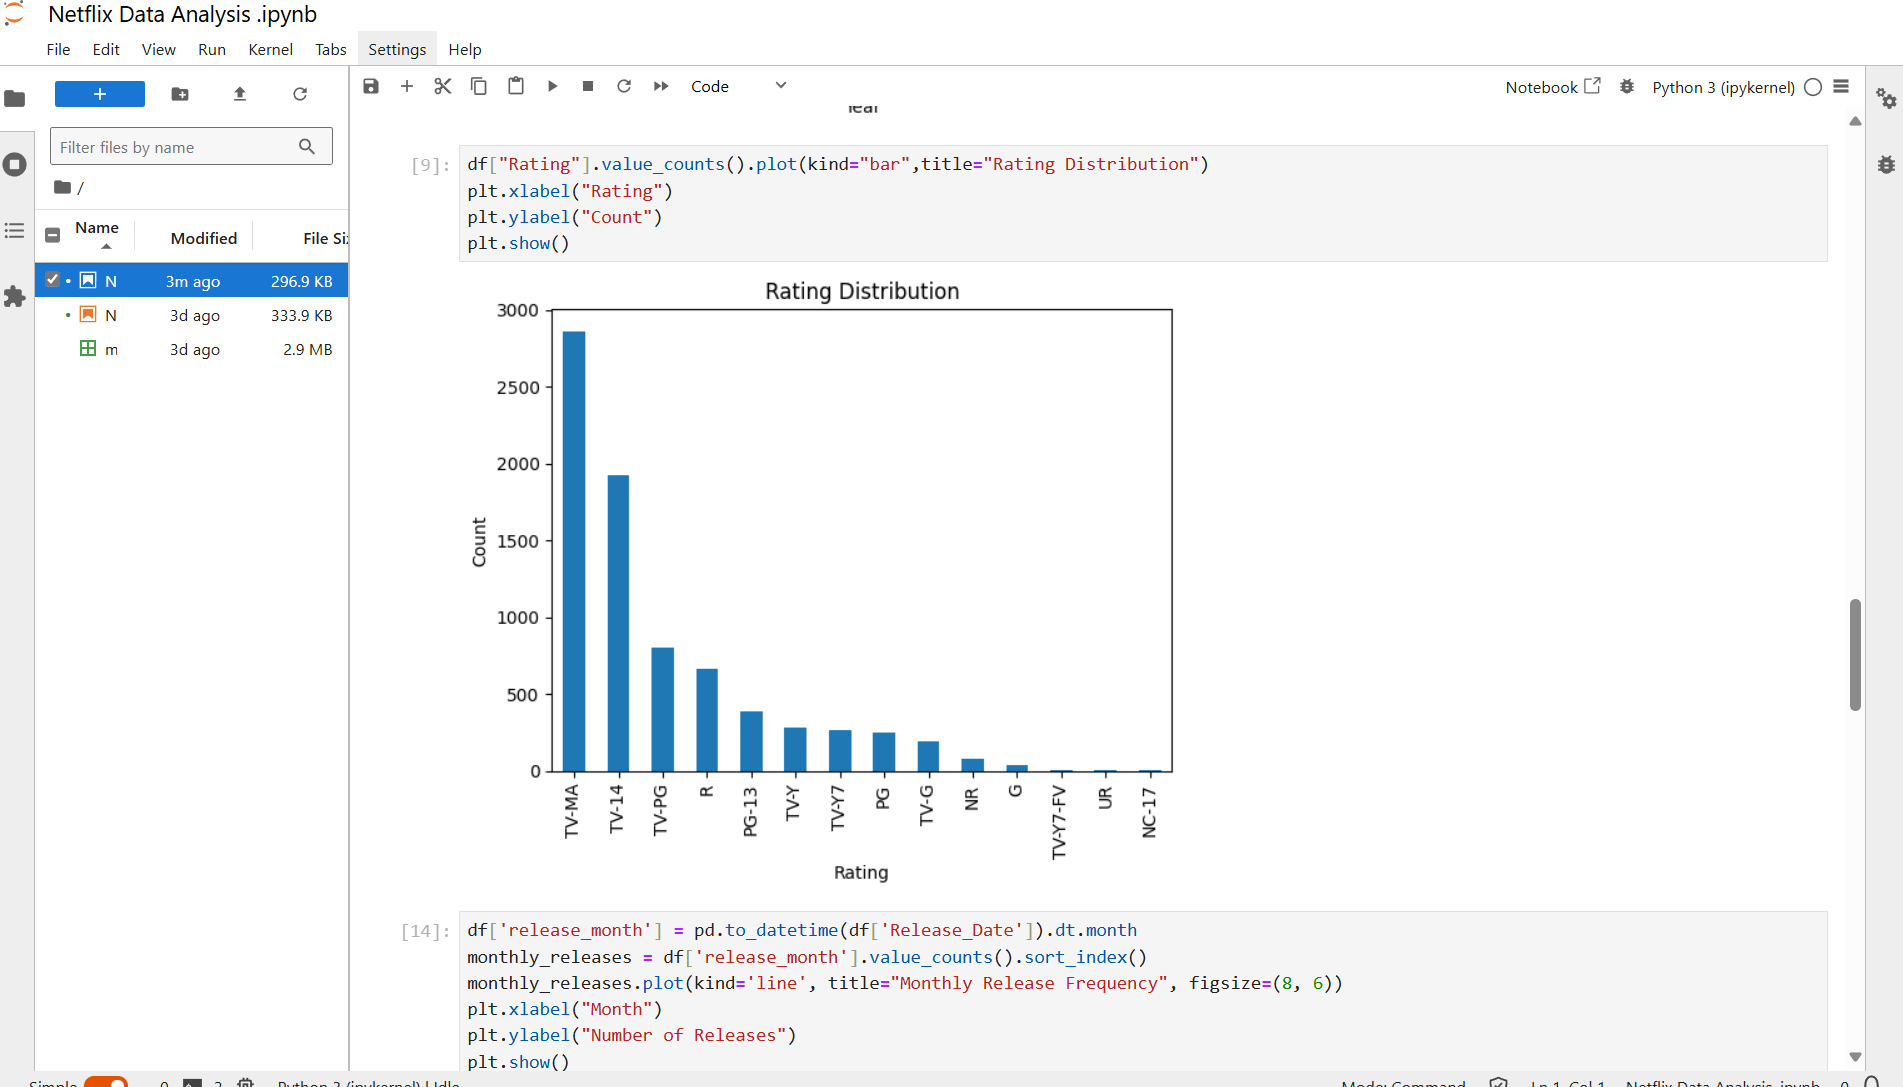 Netflix Data Analysis .ipynb
File Edit View Run Kernel Tabs Settings Help
Code
Notebook
Python 3 (ipykernel)
Filter files by name
/
Name Modified File Siz
N 3m ago 296.9 KB
N 3d ago 333.9 KB
m 3d ago 2.9 MB
Year
[9]:
df["Rating"].value_counts().plot(kind="bar",title="Rating Distribution")
plt.xlabel("Rating")
plt.ylabel("Count")
plt.show()
Rating Distribution
3000
2500
2000
1500
1000
500
0
Count
TV-MA
TV-14
TV-PG
R
PG-13
TV-Y
TV-Y7
PG
TV-G
NR
G
TV-Y7-FV
UR
NC-17
Rating
[14]:
df['release_month'] = pd.to_datetime(df['Release_Date']).dt.month
monthly_releases = df['release_month'].value_counts().sort_index()
monthly_releases.plot(kind='line', title="Monthly Release Frequency", figsize=(8, 6))
plt.xlabel("Month")
plt.ylabel("Number of Releases")
plt.show()
Simple 0 2 Python 3 (ipykernel) | Idle Mode: Command Ln 1, Col 1 Netflix Data Analysis .ipynb 0